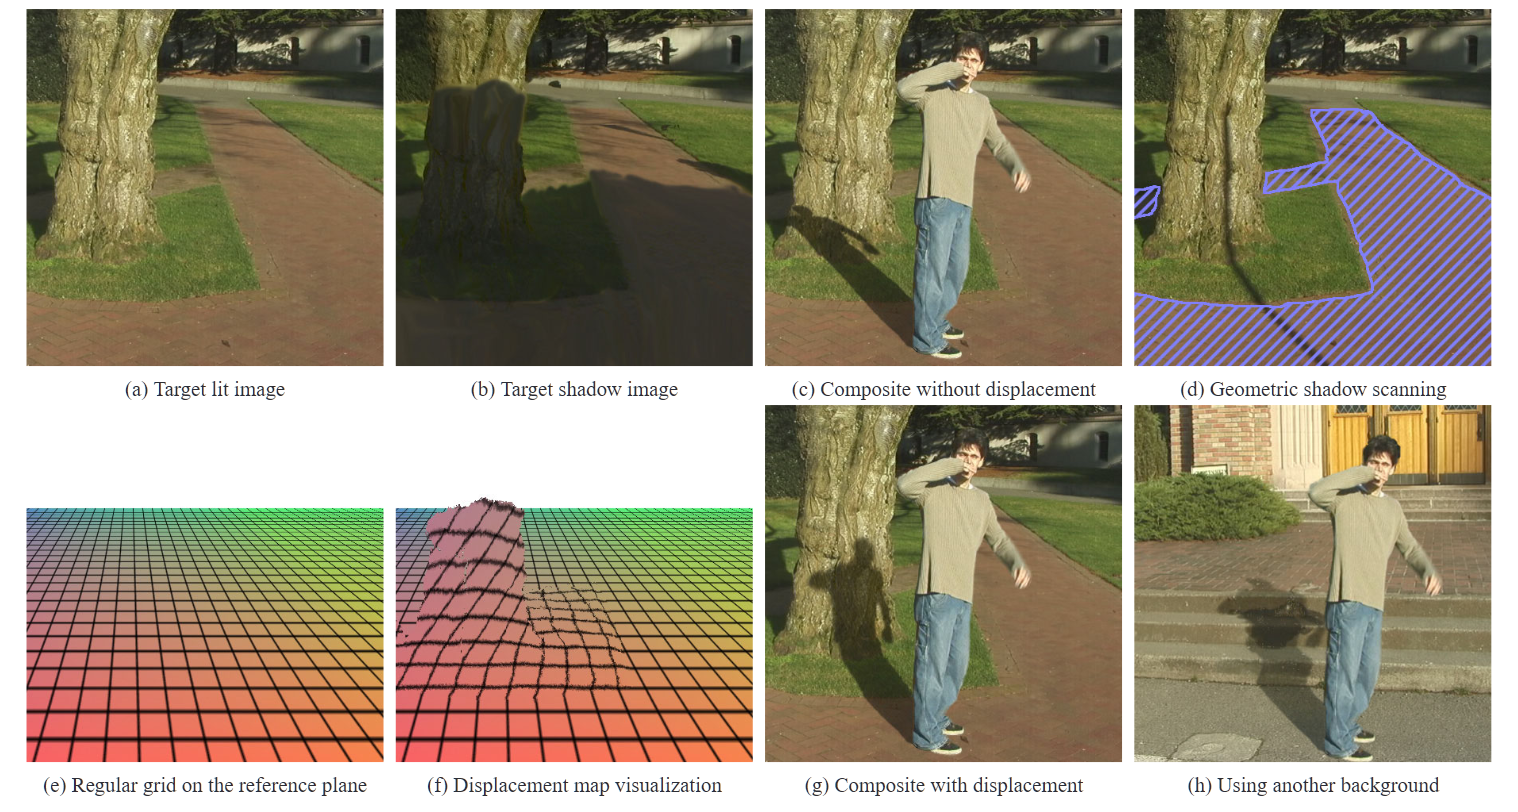 (a) Target lit image
(b) Target shadow image
(c) Composite without displacement
(d) Geometric shadow scanning
(e) Regular grid on the reference plane
(f) Displacement map visualization
(g) Composite with displacement
(h) Using another background